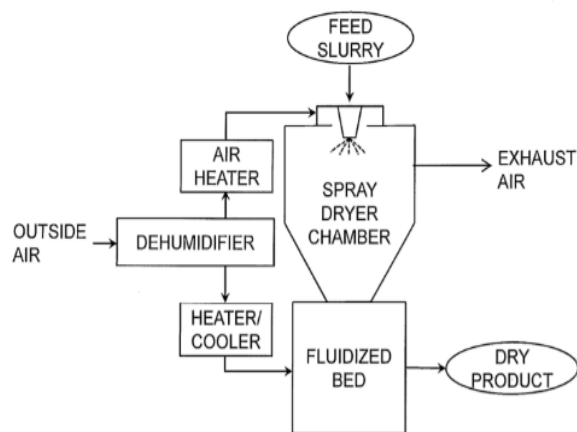 FEED
SLURRY
AIR
HEATER
EXHAUST
AIR
SPRAY
DRYER
CHAMBER
OUTSIDE
AIR
DEHUMIDIFIER
HEATER/
COOLER
FLUIDIZED
BED
DRY
PRODUCT